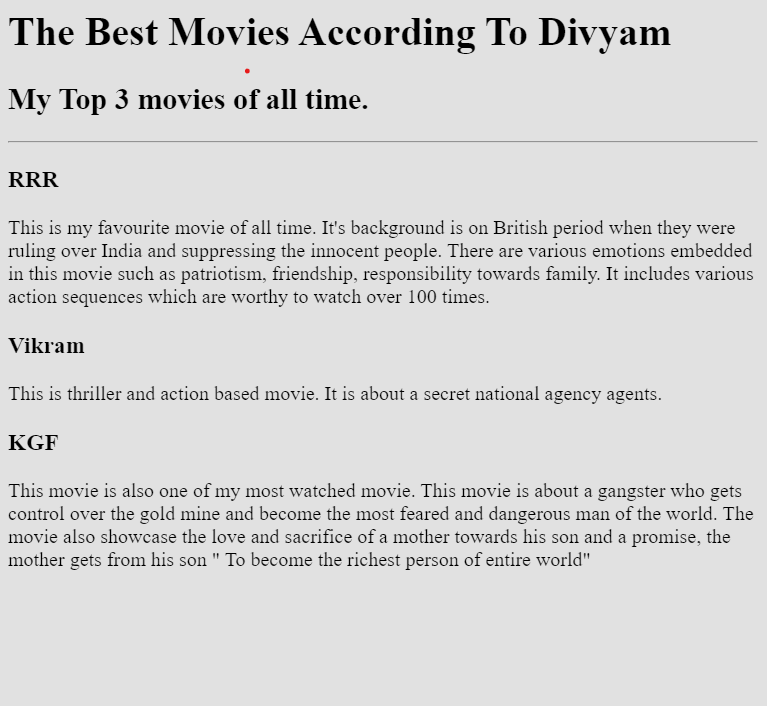 The Best Movies According To Divyam
My Top 3 movies of all time.
RRR
This is my favourite movie of all time. It's background is on British period when they were
ruling over India and suppressing the innocent people. There are various emotions embedded
in this movie such as patriotism, friendship, responsibility towards family. It includes various
action sequences which are worthy to watch over 100 times.
Vikram
This is thriller and action based movie. It is about a secret national agency agents.
KGF
This movie is also one of my most watched movie. This movie is about a gangster who gets
control over the gold mine and become the most feared and dangerous man of the world. The
movie also showcase the love and sacrifice of a mother towards his son and a promise, the
mother gets from his son " To become the richest person of entire world"